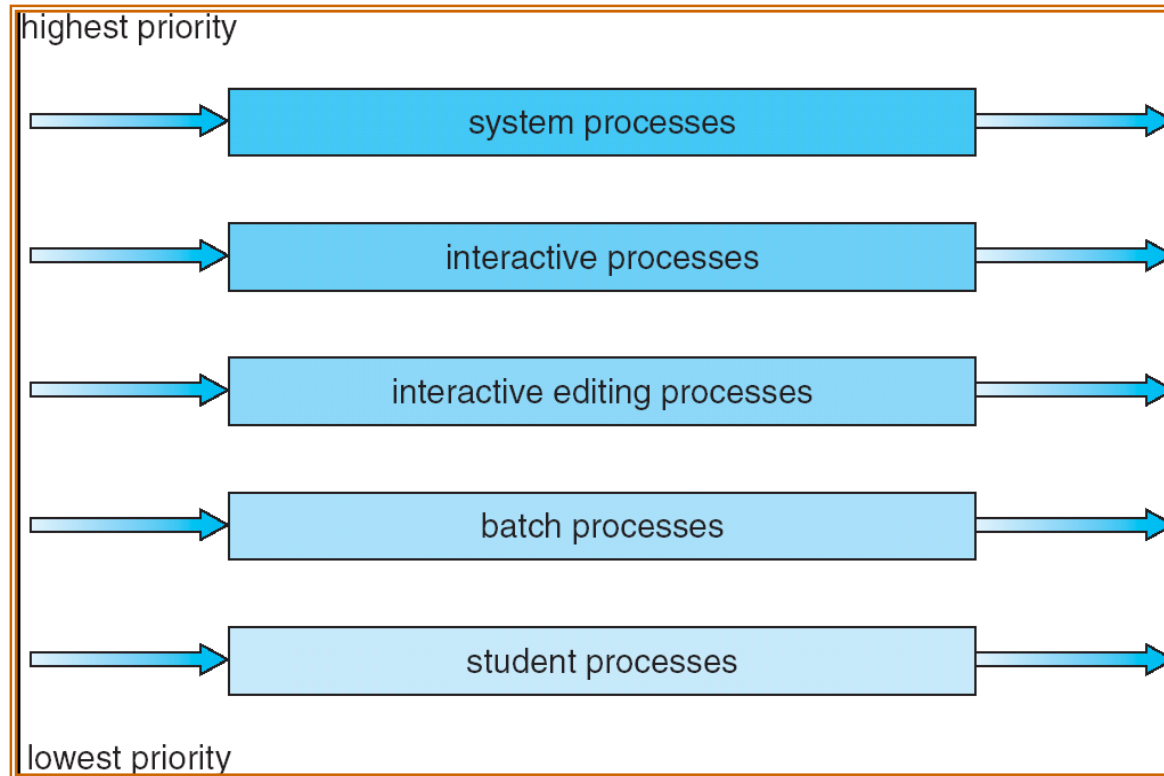 highest priority
system processes
interactive processes
interactive editing processes
batch processes
student processes
lowest priority